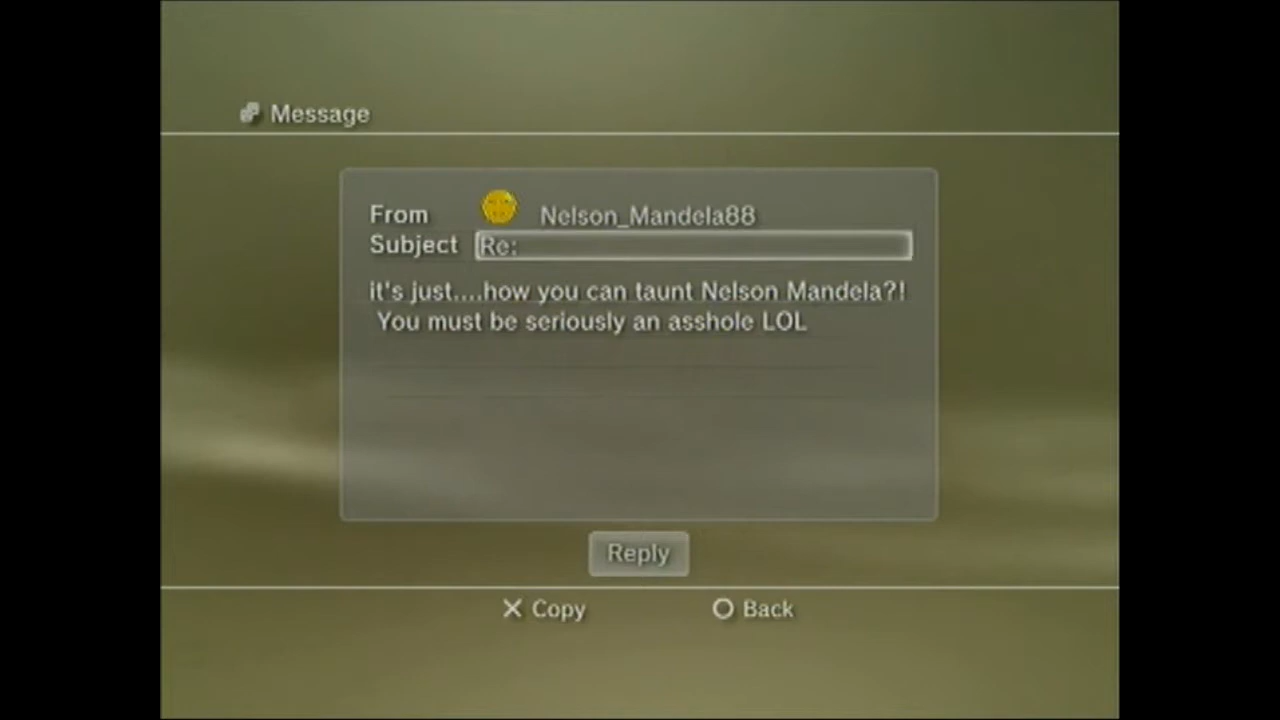 Message
From Nelson_Mandela88
Subject Re:
it's just....how you can taunt Nelson Mandela?!
You must be seriously an asshole LOL
Reply
Copy Back